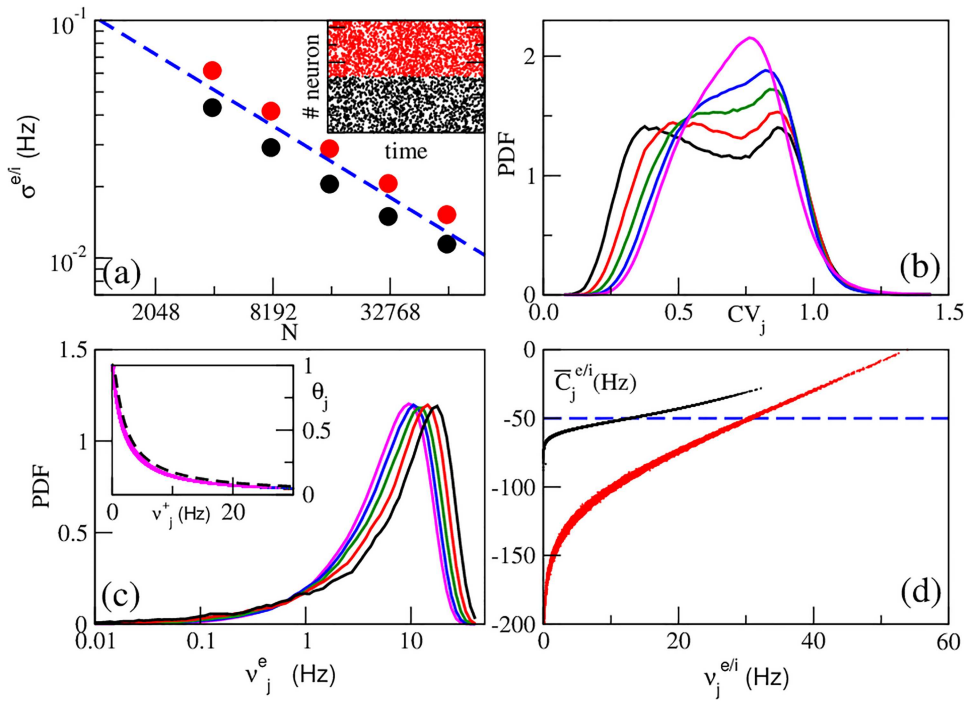 10⁻¹
σ^e/i (Hz)
10⁻²
(a)
# neuron
time
2048 8192 32768
N
2
1
0
PDF
(b)
0.0 0.5 1.0 1.5
CV_j
1.5
1
0.5
0
PDF
1
θ_j
0.5
0
0 ν⁺_j (Hz) 20
(c)
0.01 0.1 1 10
ν^e_j (Hz)
0
-50
-100
-150
-200
C̅_j^e/i (Hz)
(d)
0 20 40 60
ν_j^e/i (Hz)